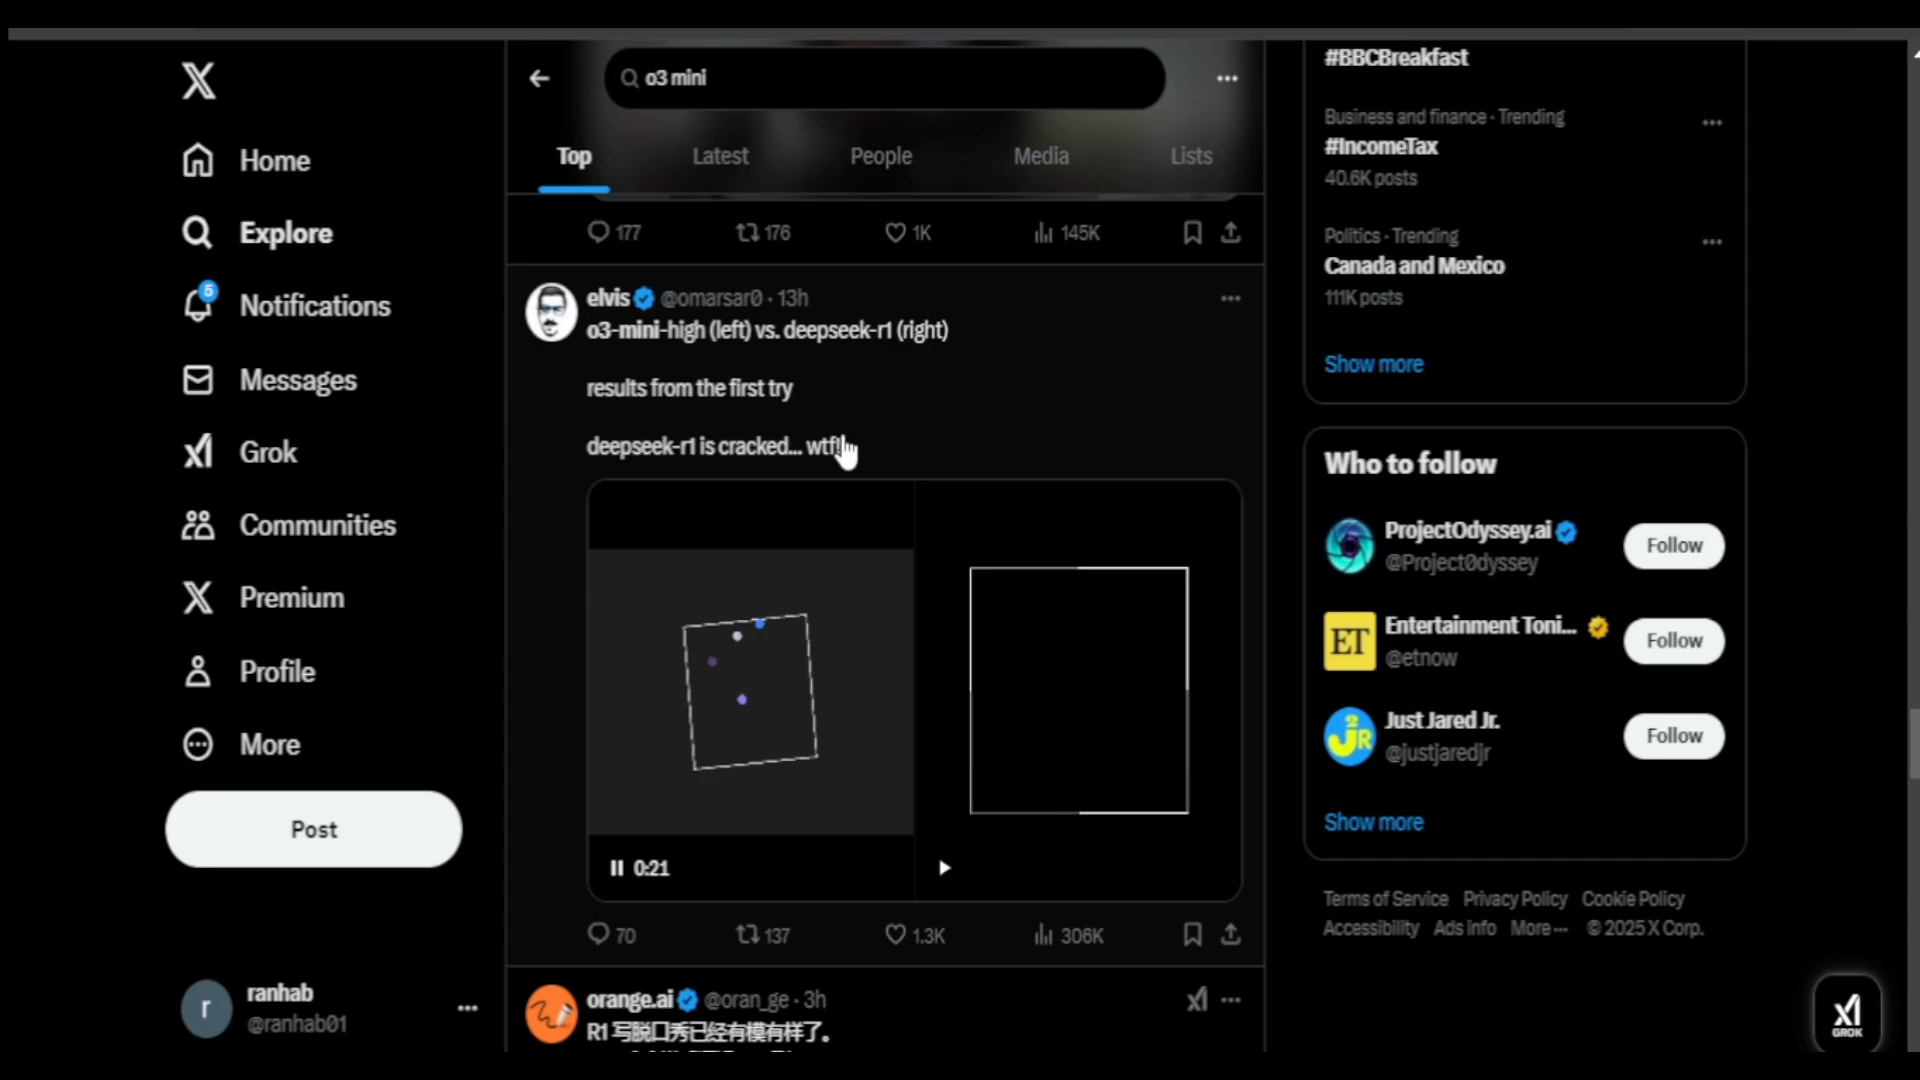 Home
Explore
5
Notifications
Messages
Grok
Communities
Premium
Profile
More
Post
r
ranhab
@ranhab01
o3 mini
Top
Latest
People
Media
Lists
177
176
1K
145K
elvis @omarsar0 · 13h
o3-mini-high (left) vs. deepseek-r1 (right)
results from the first try
deepseek-r1 is cracked... wtf!
0:21
70
137
1.3K
306K
orange.ai @oran_ge · 3h
R1 写脱口秀已经有模有样了。
#BBCBreakfast
Business and finance · Trending
#IncomeTax
40.6K posts
Politics · Trending
Canada and Mexico
111K posts
Show more
Who to follow
ProjectOdyssey.ai
@Project0dyssey
Follow
ET
Entertainment Toni...
@etnow
Follow
2
JR
Just Jared Jr.
@justjaredjr
Follow
Show more
Terms of Service Privacy Policy Cookie Policy
Accessibility Ads info More ··· © 2025 X Corp.
GROK